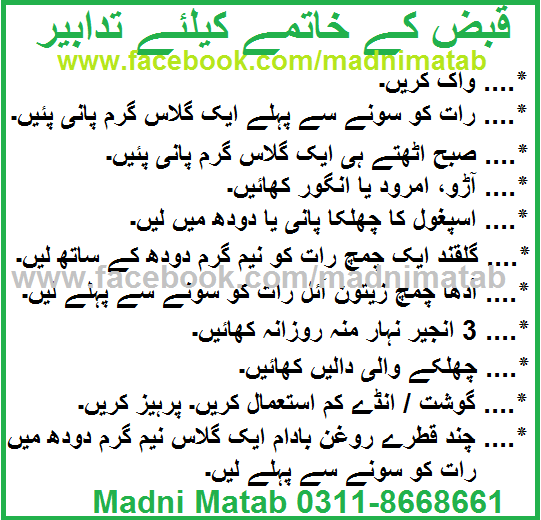 قبض کے خاتمے کیلئے تدابیر
www.facebook.com/madnimatab
*.... واک کریں۔
*.... رات کو سونے سے پہلے ایک گلاس گرم پانی پئیں۔
*.... صبح اٹھتے ہی ایک گلاس گرم پانی پئیں۔
*.... آڑو، امرود یا انگور کھائیں۔
*.... اسپغول کا چھلکا پانی یا دودھ میں لیں۔
*.... گلقند ایک چمچ رات کو نیم گرم دودھ کے ساتھ لیں۔
www.facebook.com/madnimatab
*.... آدھا چمچ زیتون آئل رات کو سونے سے پہلے لیں۔
*.... 3 انجیر نہار منہ روزانہ کھائیں۔
*.... چھلکے والی دالیں کھائیں۔
*.... گوشت / انڈے کم استعمال کریں۔ پرہیز کریں۔
*.... چند قطرے روغن بادام ایک گلاس نیم گرم دودھ میں
رات کو سونے سے پہلے لیں۔
Madni Matab 0311-8668661